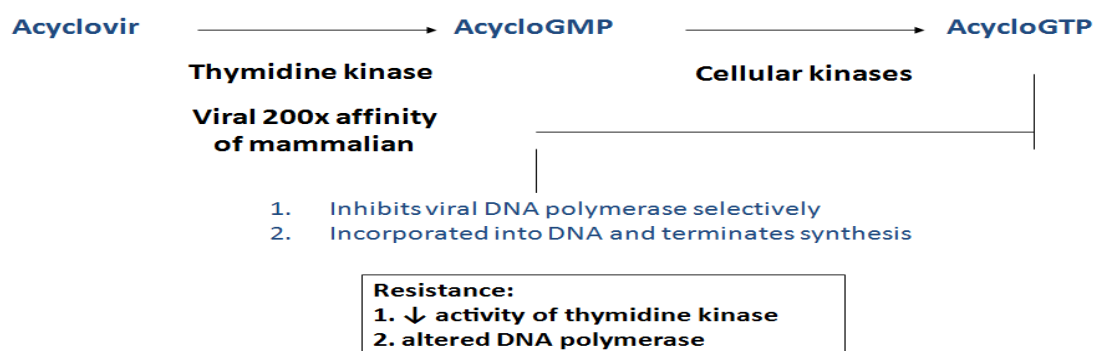 Acyclovir AcycloGMP AcycloGTP
Thymidine kinase Cellular kinases
Viral 200x affinity
of mammalian
1. Inhibits viral DNA polymerase selectively
2. Incorporated into DNA and terminates synthesis
Resistance:
1. ↓ activity of thymidine kinase
2. altered DNA polymerase